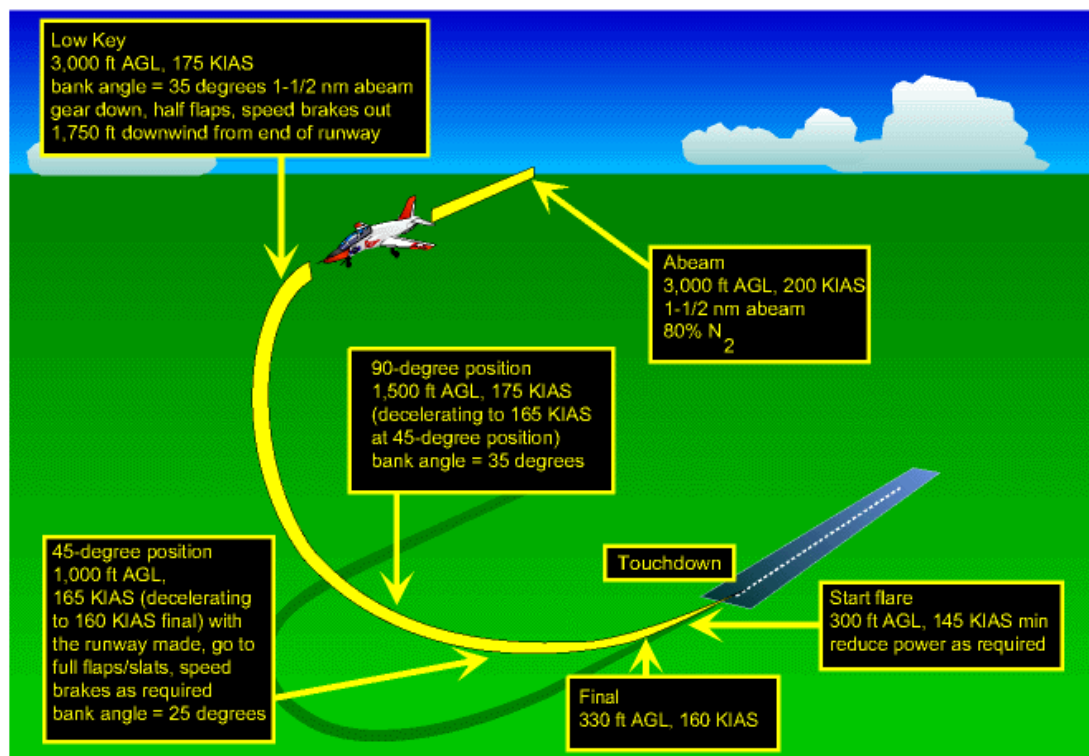 Low Key
3,000 ft AGL, 175 KIAS
bank angle = 35 degrees 1-1/2 nm abeam
gear down, half flaps, speed brakes out
1,750 ft downwind from end of runway
Abeam
3,000 ft AGL, 200 KIAS
1-1/2 nm abeam
80% N2
90-degree position
1,500 ft AGL, 175 KIAS
(decelerating to 165 KIAS
at 45-degree position)
bank angle = 35 degrees
45-degree position
1,000 ft AGL,
165 KIAS (decelerating
to 160 KIAS final) with
the runway made, go to
full flaps/slats, speed
brakes as required
bank angle = 25 degrees
Touchdown
Start flare
300 ft AGL, 145 KIAS min
reduce power as required
Final
330 ft AGL, 160 KIAS